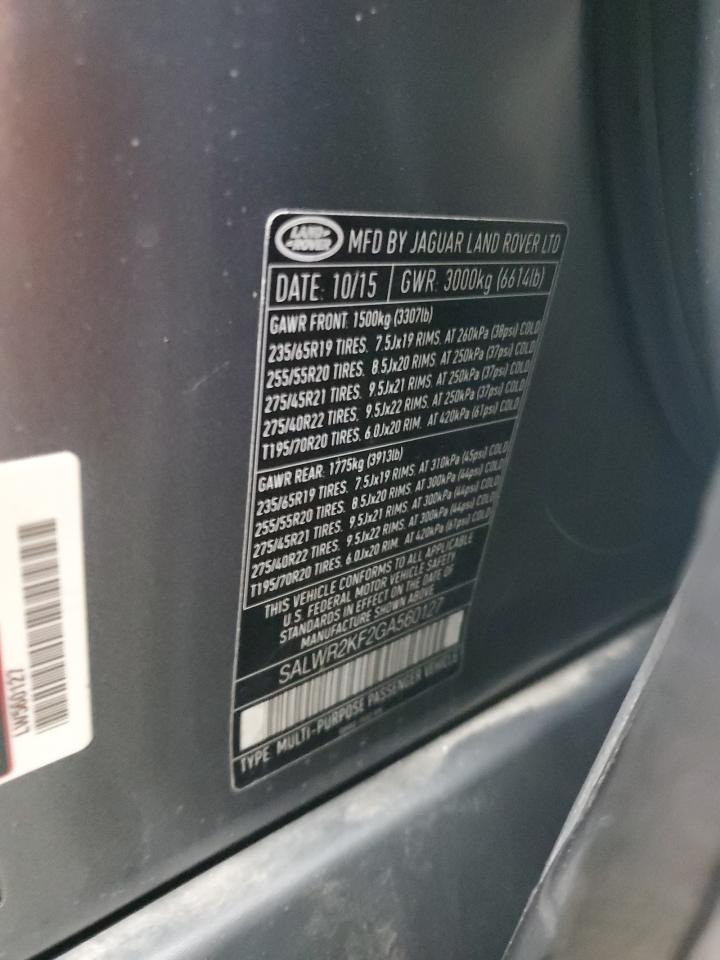 LAND ROVER
MFD BY JAGUAR LAND ROVER LTD
DATE: 10/15 GWR: 3000kg (6614lb)
GAWR FRONT: 1500kg (3307lb)
235/65R19 TIRES. 7.5Jx19 RIMS. AT 260kPa (38psi) COLD
255/55R20 TIRES. 8.5Jx20 RIMS. AT 250kPa (37psi) COLD
275/45R21 TIRES. 9.5Jx21 RIMS. AT 250kPa (37psi) COLD
275/40R22 TIRES. 9.5Jx22 RIMS. AT 250kPa (37psi) COLD
T195/70R20 TIRES. 6.0Jx20 RIM. AT 420kPa (61psi) COLD
GAWR REAR: 1775kg (3913lb)
235/65R19 TIRES. 7.5Jx19 RIMS. AT 310kPa (45psi) COLD
255/55R20 TIRES. 8.5Jx20 RIMS. AT 300kPa (44psi) COLD
275/45R21 TIRES. 9.5Jx21 RIMS. AT 300kPa (44psi) COLD
275/40R22 TIRES. 9.5Jx22 RIMS. AT 300kPa (44psi) COLD
T195/70R20 TIRES. 6.0Jx20 RIM. AT 420kPa (61psi) COLD
THIS VEHICLE CONFORMS TO ALL APPLICABLE
U.S. FEDERAL MOTOR VEHICLE SAFETY
STANDARDS IN EFFECT ON THE DATE OF
MANUFACTURE SHOWN ABOVE
SALWR2KF2GA560127
TYPE: MULTI-PURPOSE PASSENGER VEHICLE
LW560127